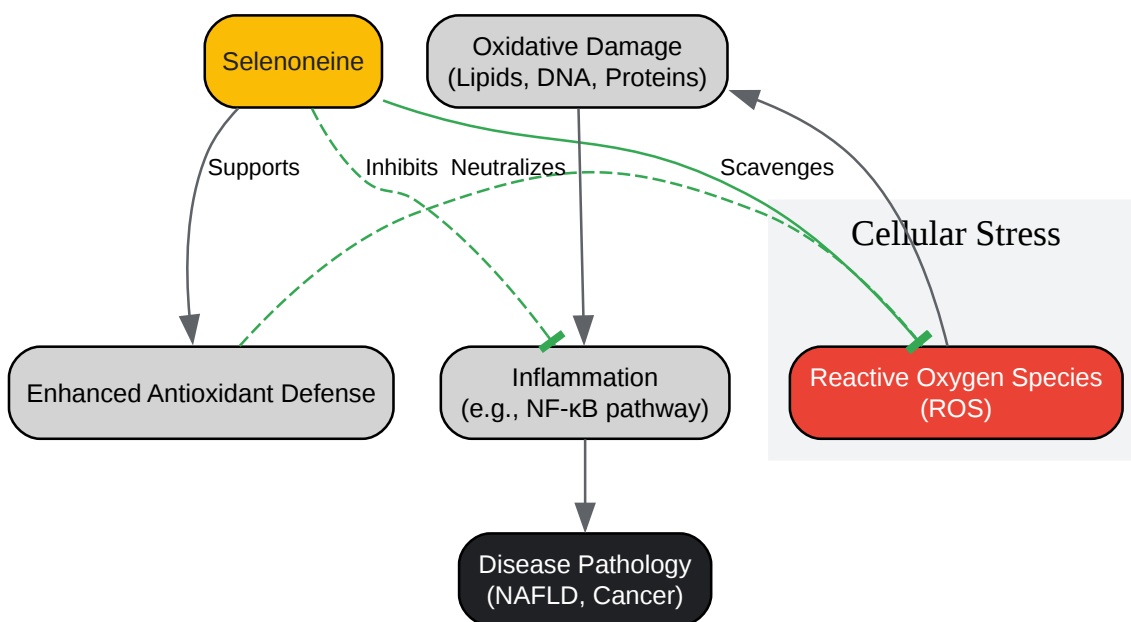 Selenoneine
Oxidative Damage
(Lipids, DNA, Proteins)
Supports
Inhibits
Neutralizes
Scavenges
Cellular Stress
Enhanced Antioxidant Defense
Inflammation
(e.g., NF-κB pathway)
Reactive Oxygen Species
(ROS)
Disease Pathology
(NAFLD, Cancer)